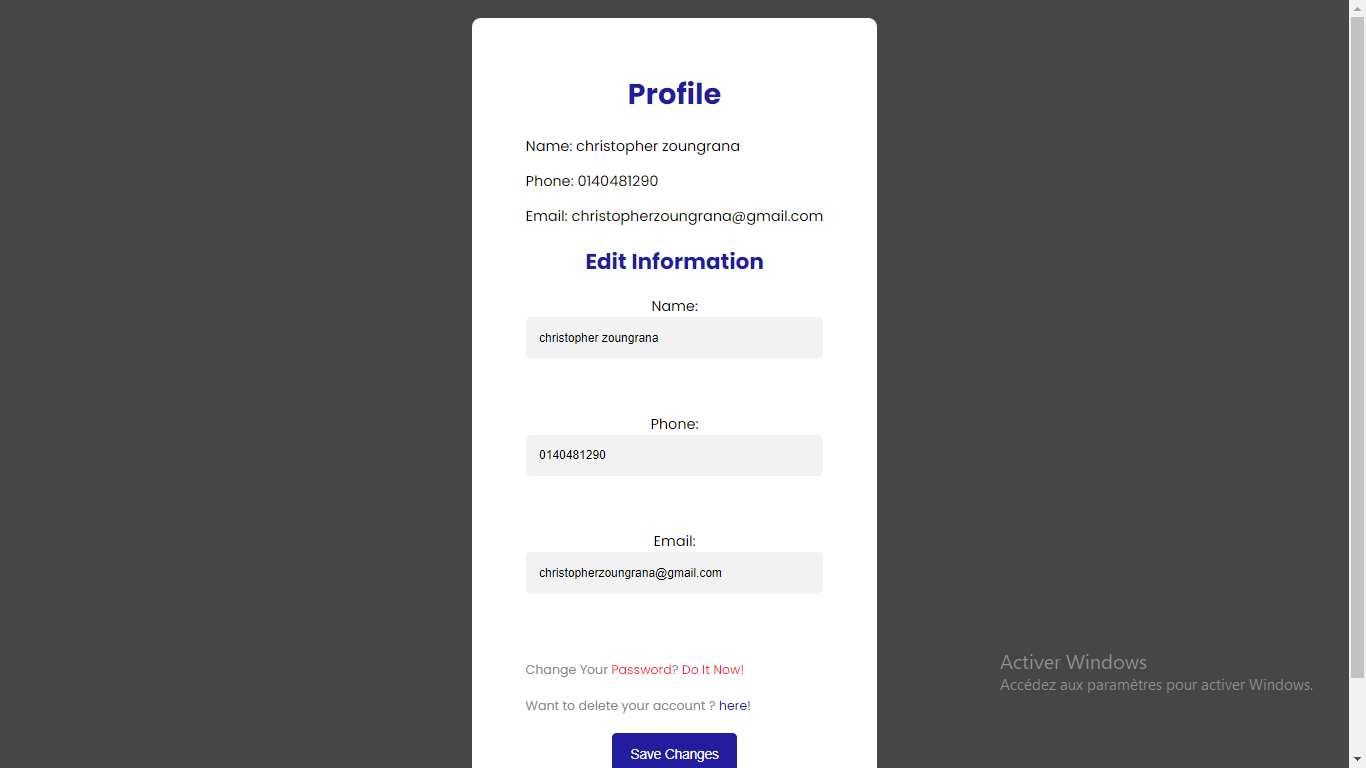 Profile
Name: christopher zoungrana
Phone: 0140481290
Email: christopherzoungrana@gmail.com
Edit Information
Name:
christopher zoungrana
Phone:
0140481290
Email:
christopherzoungrana@gmail.com
Change Your Password? Do It Now!
Want to delete your account ? here!
Save Changes
Activer Windows
Accédez aux paramètres pour activer Windows.